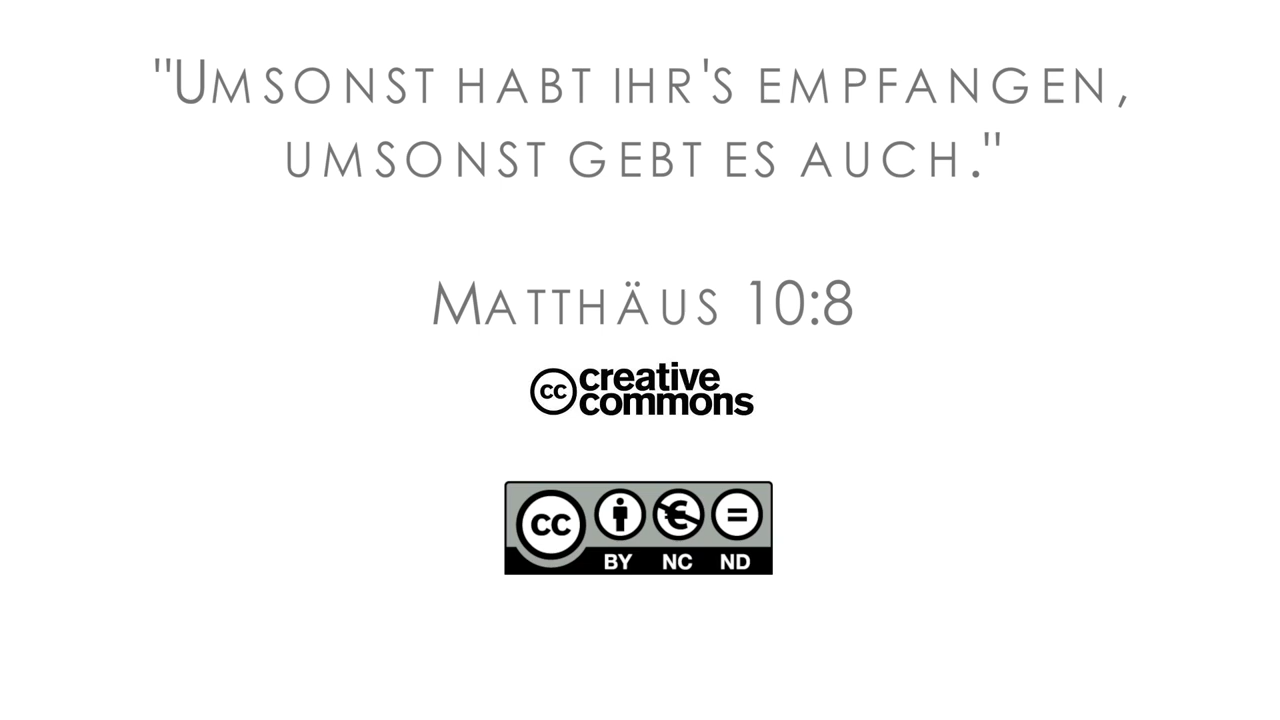 "Umsonst habt ihr's empfangen,
umsonst gebt es auch."
Matthäus 10:8
cc creative
commons
cc BY NC ND